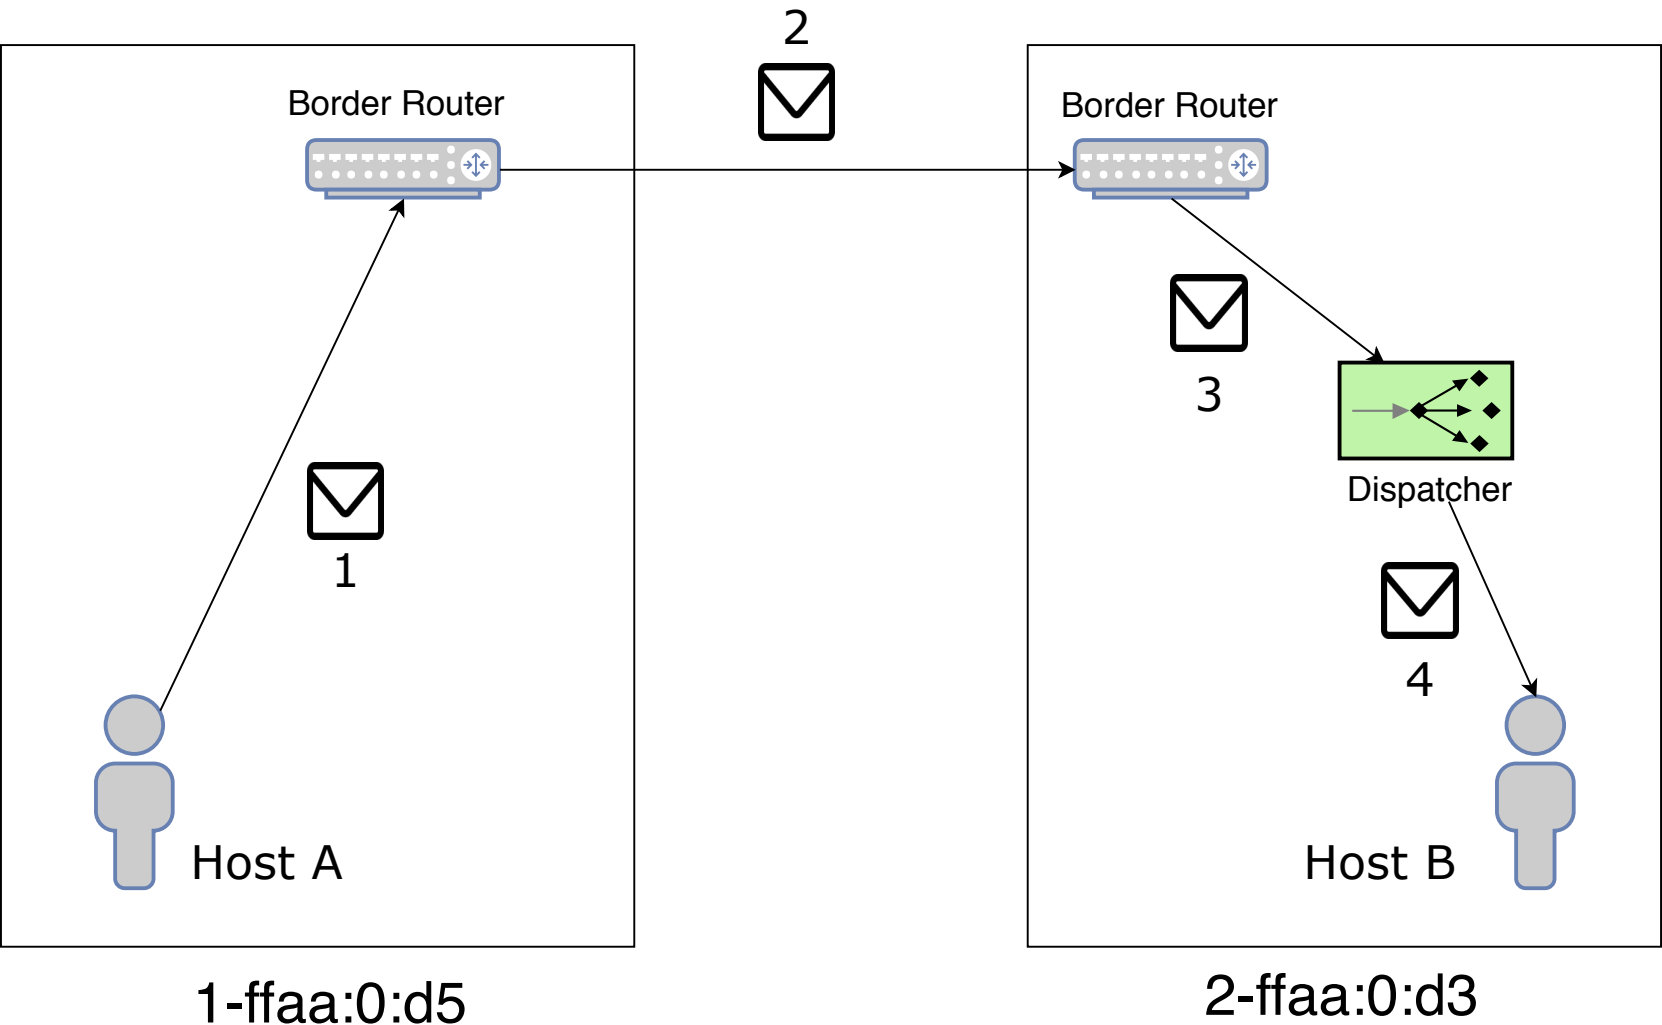 2
Border Router
Border Router
3
Dispatcher
1
4
Host A
Host B
1-ffaa:0:d5
2-ffaa:0:d3